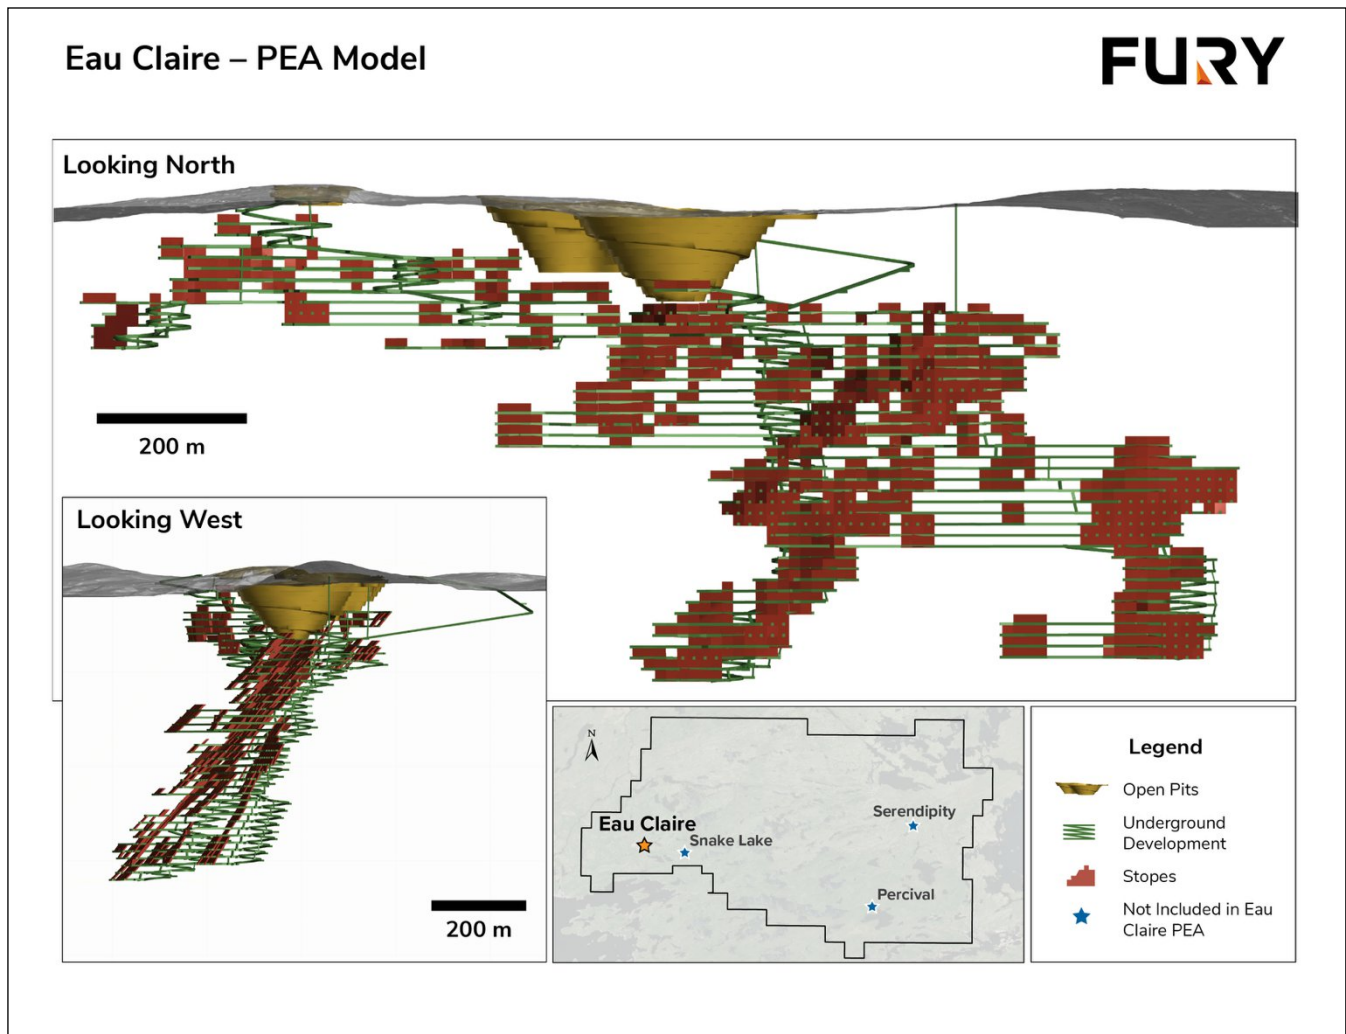 Eau Claire – PEA Model
FURY
Looking North
200 m
Looking West
200 m
N
Eau Claire
Snake Lake
Serendipity
Percival
Legend
Open Pits
Underground
Development
Stopes
Not Included in Eau
Claire PEA